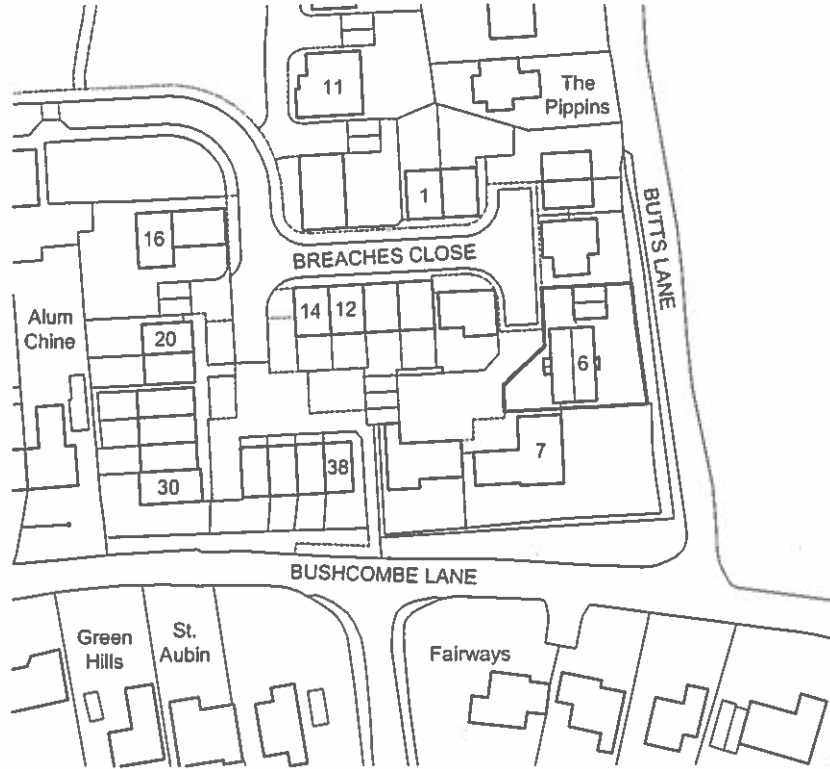 11
The
Pippins
1
16
BREACHES CLOSE
BUTTS LANE
14
12
Alum
Chine
20
6
38
7
30
BUSHCOMBE LANE
Green
Hills
St.
Aubin
Fairways